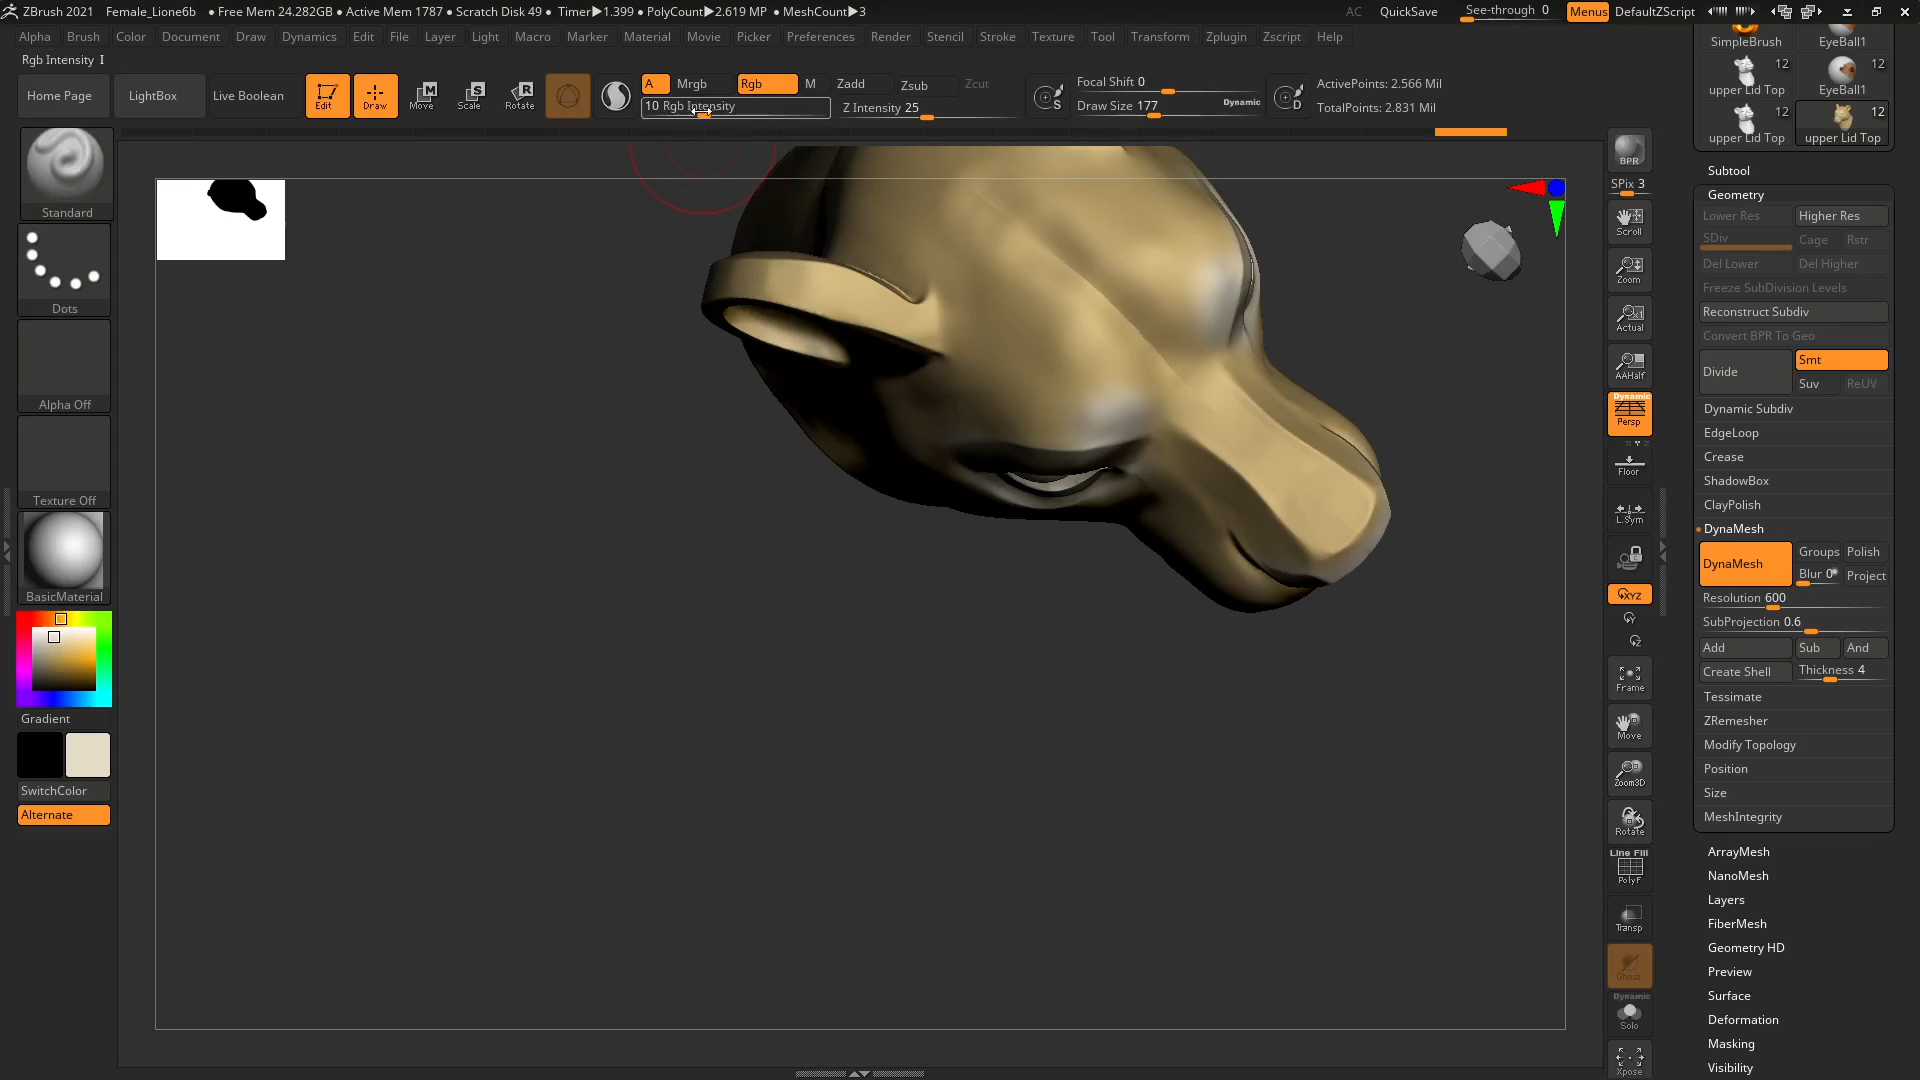 ZBrush 2021 Female_Lione6b • Free Mem 24.282GB • Active Mem 1787 • Scratch Disk 49 • Timer▶1.399 • PolyCount▶2.619 MP • MeshCount▶3 AC QuickSave See-through 0 Menus DefaultZScript
Alpha Brush Color Document Draw Dynamics Edit File Layer Light Macro Marker Material Movie Picker Preferences Render Stencil Stroke Texture Tool Transform Zplugin Zscript Help
Rgb Intensity I
Home Page LightBox Live Boolean Edit Draw Move Scale Rotate
A Mrgb Rgb M Zadd Zsub Zcut
10 Rgb Intensity Z Intensity 25
S Focal Shift 0
Draw Size 177 Dynamic
D ActivePoints: 2.566 Mil
TotalPoints: 2.831 Mil
Standard
Dots
Alpha Off
Texture Off
BasicMaterial
Gradient
SwitchColor
Alternate
BPR
SPix 3
Scroll
Zoom
Actual
AAHalf
Dynamic
Persp
Floor
L.Sym
XYZ
Y
Z
Frame
Move
Zoom3D
Rotate
Line Fill
PolyF
Transp
Ghost
Dynamic
Solo
Xpose
SimpleBrush EyeBall1
12 12
upper Lid Top EyeBall1
12 12
upper Lid Top upper Lid Top
Subtool
Geometry
Lower Res Higher Res
SDiv Cage Rstr
Del Lower Del Higher
Freeze SubDivision Levels
Reconstruct Subdiv
Convert BPR To Geo
Divide Smt
Suv ReUV
Dynamic Subdiv
EdgeLoop
Crease
ShadowBox
ClayPolish
DynaMesh
DynaMesh Groups Polish
Blur 0 Project
Resolution 600
SubProjection 0.6
Add Sub And
Create Shell Thickness 4
Tessimate
ZRemesher
Modify Topology
Position
Size
MeshIntegrity
ArrayMesh
NanoMesh
Layers
FiberMesh
Geometry HD
Preview
Surface
Deformation
Masking
Visibility